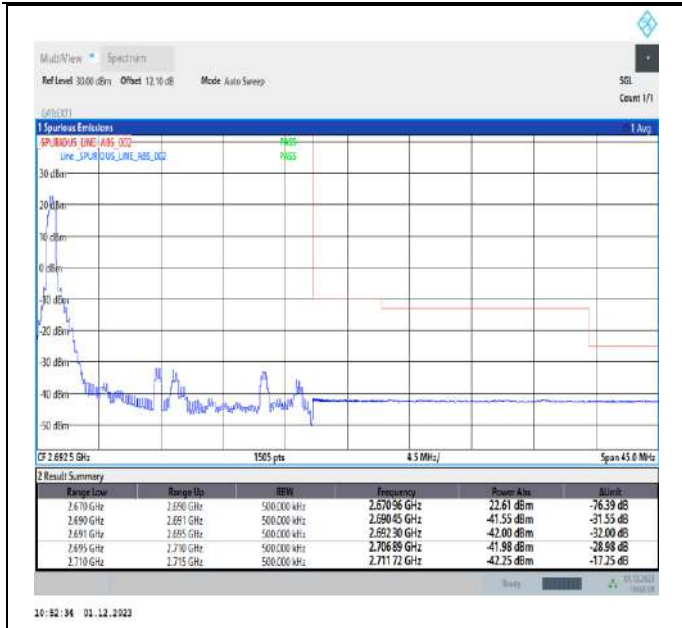 MultiView Spectrum
Ref Level 30.00 dBm Offset 12.10 dB Mode Auto Sweep SGL
Count 1/1
1 Spurious Emissions 1 Avg
SPURIOUS_LINE_ABS_002 PASS
Line _SPURIOUS_LINE_ABS_002 PASS
30 dBm
20 dBm
10 dBm
0 dBm
-10 dBm
-20 dBm
-30 dBm
-40 dBm
-50 dBm
CF 2.6925 GHz 1505 pts 4.5 MHz/ Span 45.0 MHz
2 Result Summary
Range Low Range Up RBW Frequency Power Abs ΔLimit
2.670 GHz 2.690 GHz 500.000 kHz 2.67096 GHz 22.61 dBm -76.39 dB
2.690 GHz 2.691 GHz 500.000 kHz 2.69045 GHz -41.55 dBm -31.55 dB
2.691 GHz 2.695 GHz 500.000 kHz 2.69230 GHz -42.00 dBm -32.00 dB
2.695 GHz 2.710 GHz 500.000 kHz 2.70689 GHz -41.98 dBm -28.98 dB
2.710 GHz 2.715 GHz 500.000 kHz 2.71172 GHz -42.25 dBm -17.25 dB
Ready 01.12.2023
10:52:34 01.12.2023